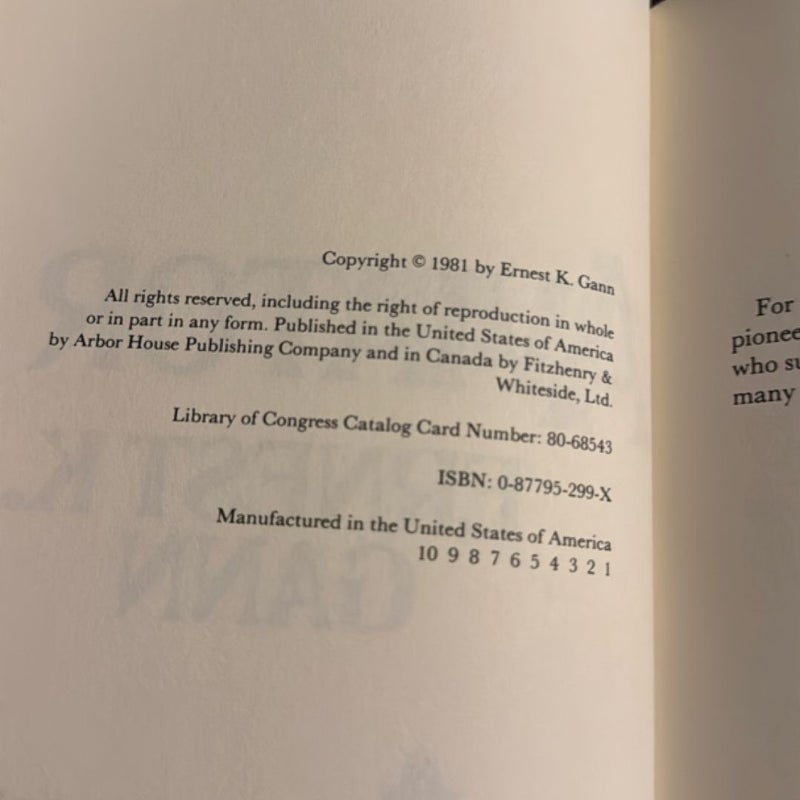 Copyright © 1981 by Ernest K. Gann
All rights reserved, including the right of reproduction in whole
or in part in any form. Published in the United States of America
by Arbor House Publishing Company and in Canada by Fitzhenry &
Whiteside, Ltd.
Library of Congress Catalog Card Number: 80-68543
ISBN: 0-87795-299-X
Manufactured in the United States of America
10 9 8 7 6 5 4 3 2 1
For
pionee
who su
many